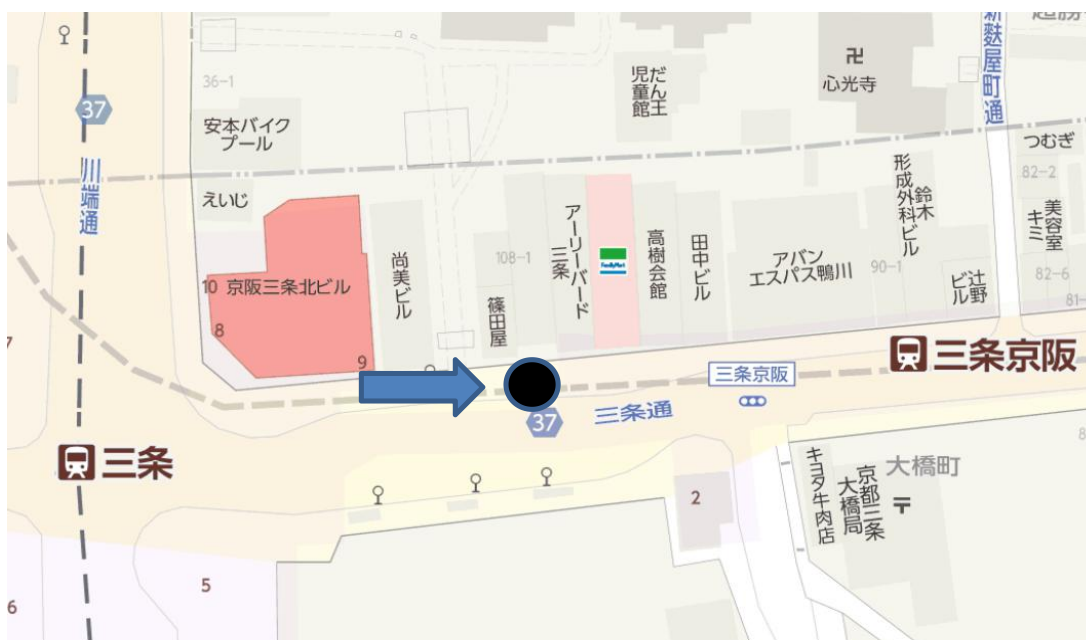 37
川端通
36-1
安本バイク
プール
えいじ
10 京阪三条北ビル
8
9
尚美ビル
108-1
篠田屋
アーリーバード
三条
FamilyMart
だん王
児童館
高樹会館
田中ビル
アバン
エスパス鴨川
卍
心光寺
鈴木
形成外科ビル
90-1
辻野
ビル
新麸屋町通
つむぎ
82-2
美容室
キミ
82-6
81-
三条京阪
三条京阪
37
三条通
三条
2
キヨタ牛肉店
京都三条
大橋局
〒
大橋町
8
5
6
7